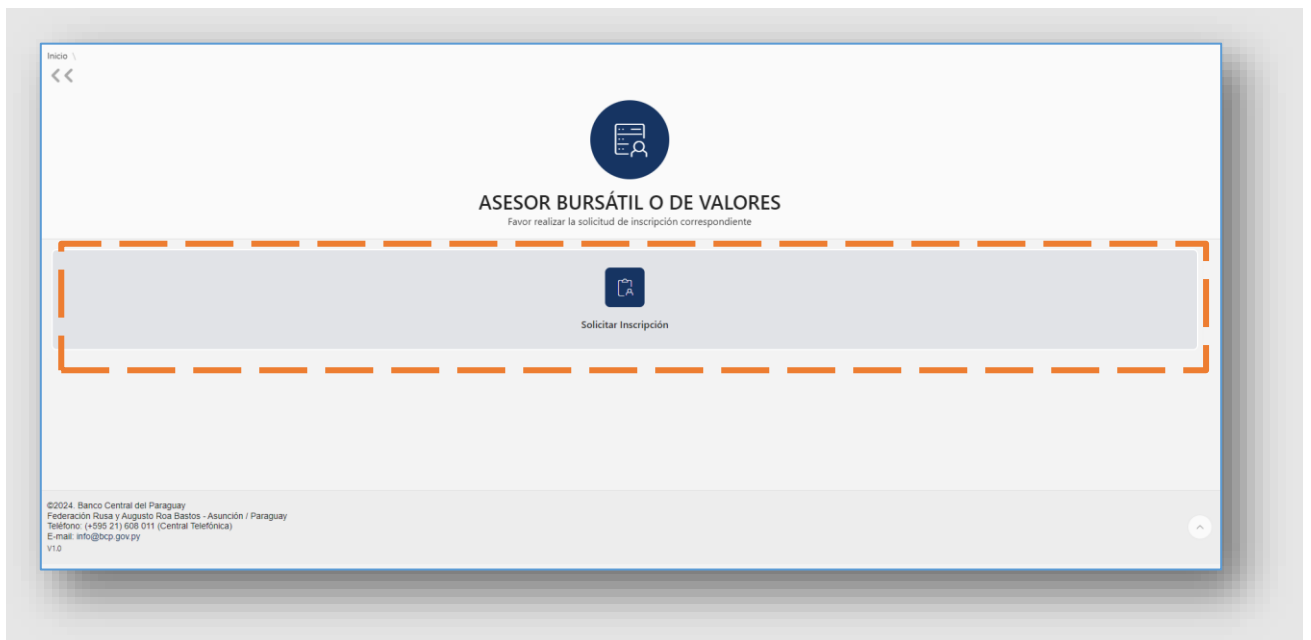 Inicio \
ASESOR BURSÁTIL O DE VALORES
Favor realizar la solicitud de inscripción correspondiente
Solicitar Inscripción
©2024. Banco Central del Paraguay
Federación Rusa y Augusto Roa Bastos - Asunción / Paraguay
Teléfono: (+595 21) 608 011 (Central Telefónica)
E-mail: info@bcp.gov.py
V1.0